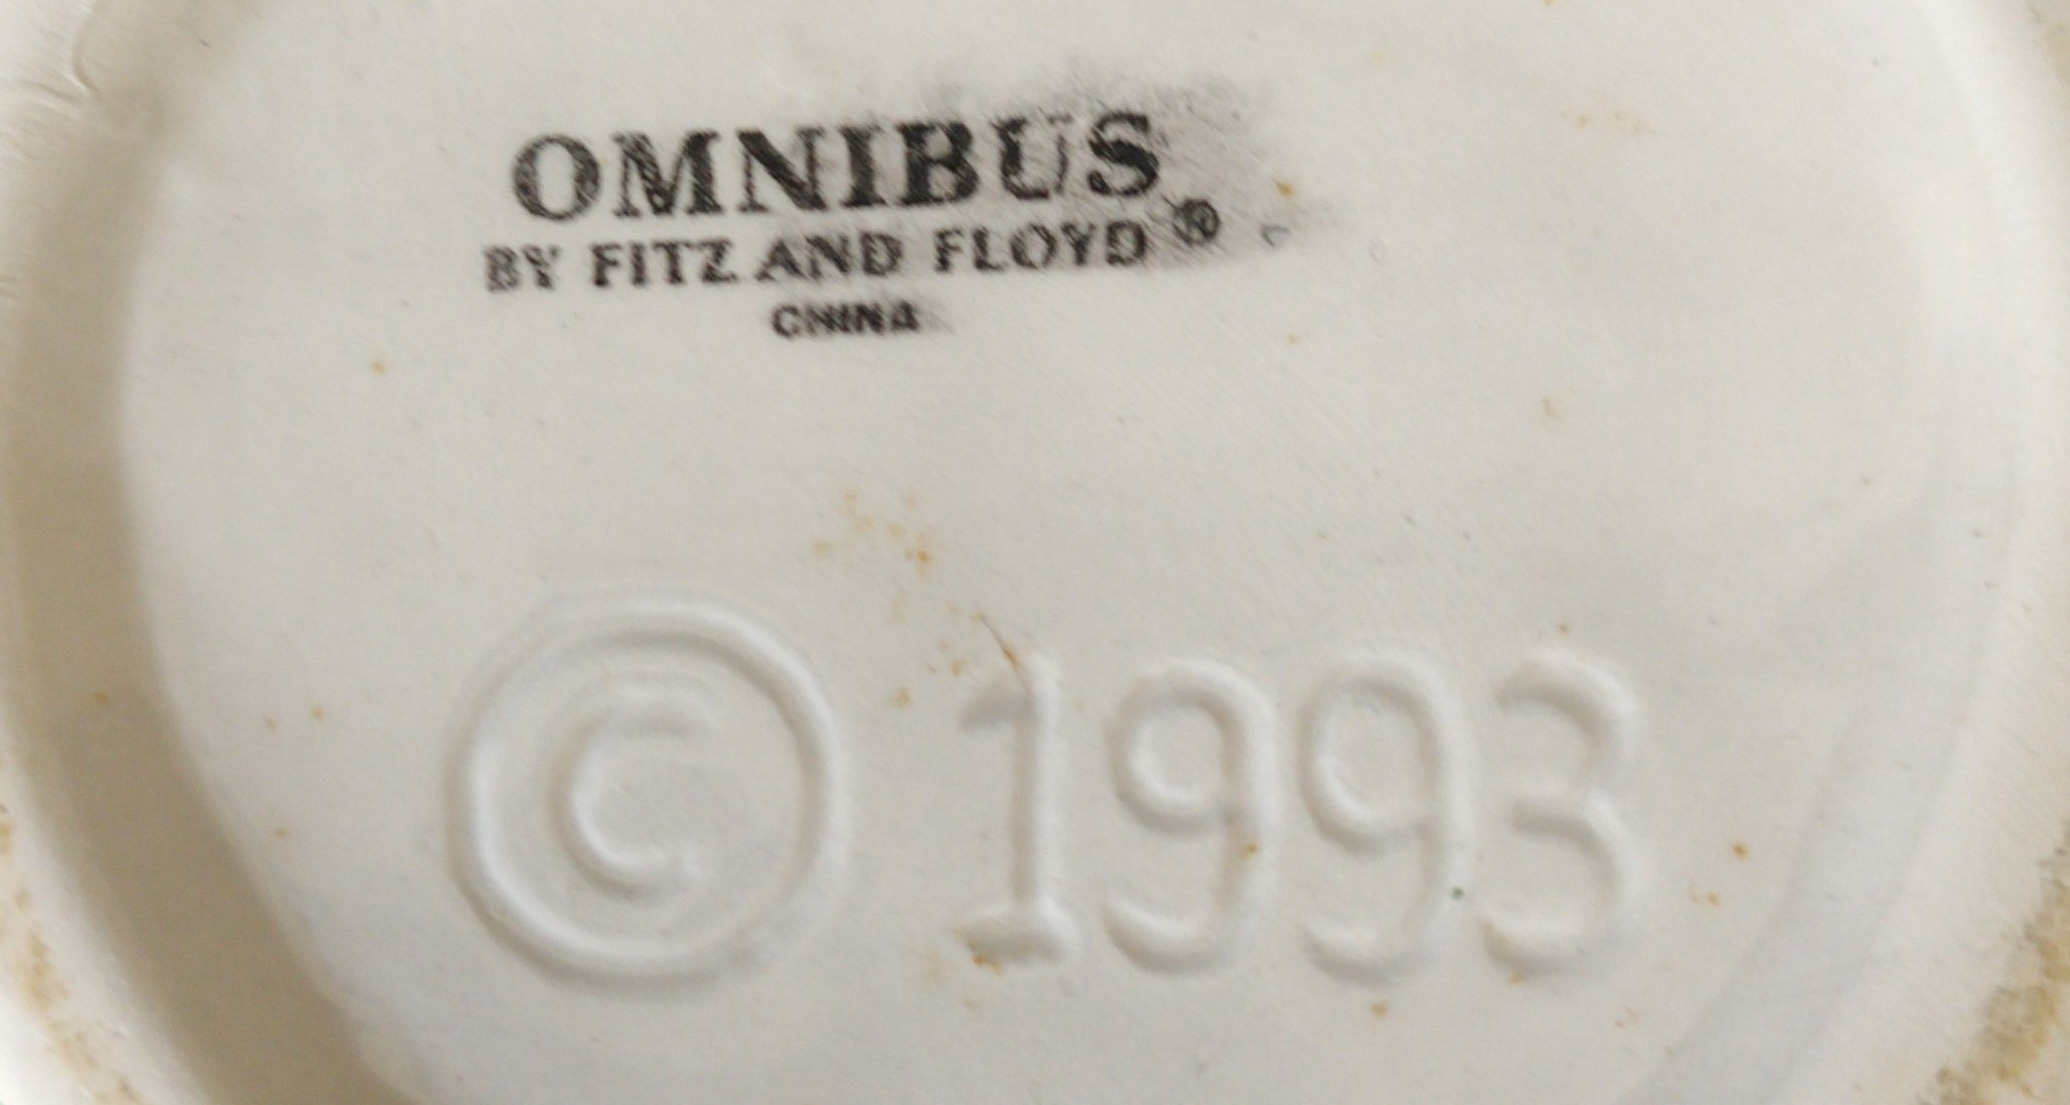 OMNIBUS
BY FITZ AND FLOYD®
CHINA
© 1993